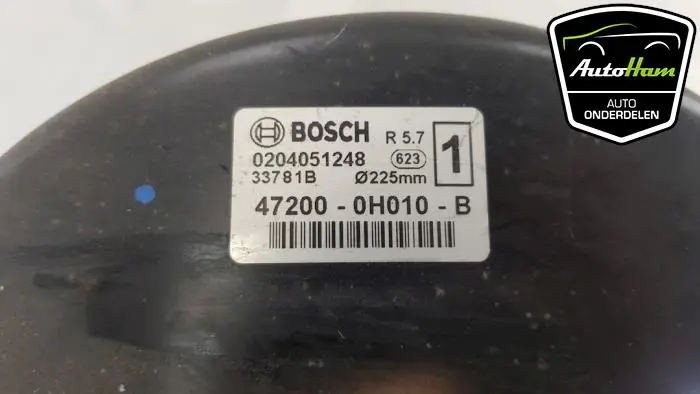 BOSCH R 5.7
0204051248 623 1
33781B Ø225mm
47200 - 0H010 - B
AutoHam
AUTO
ONDERDELEN